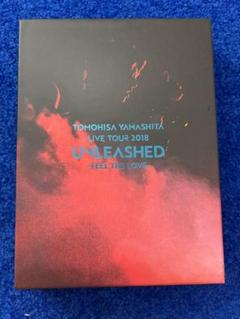 TOMOHISA YAMASHITA
LIVE TOUR 2018
UNLEASHED
- FEEL THE LOVE -